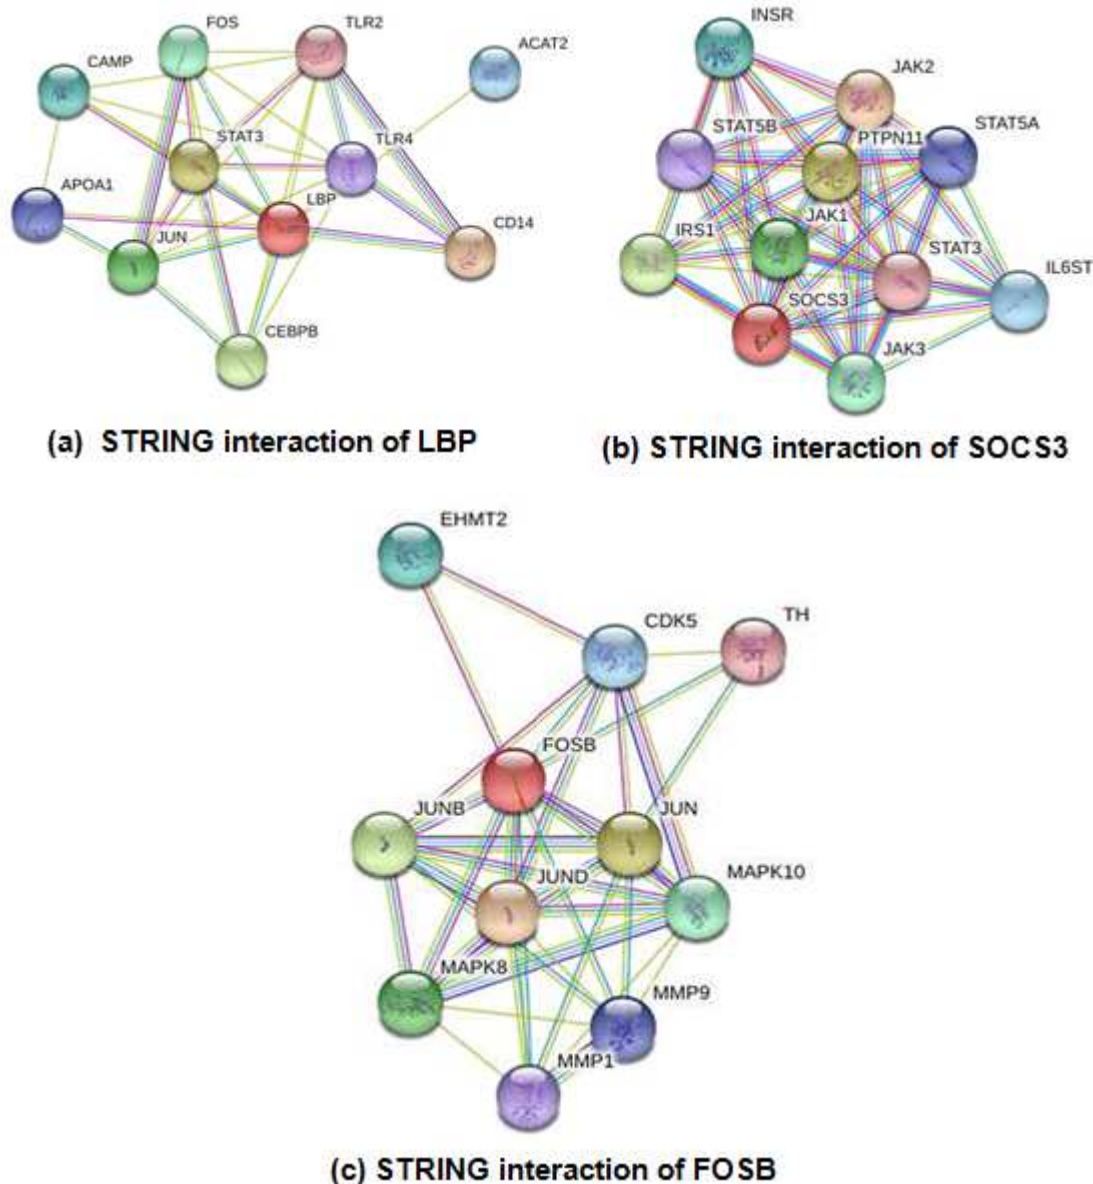 FOS
TLR2
ACAT2
CAMP
STAT3
TLR4
APOA1
LBP
JUN
CD14
CEBPB
(a) STRING interaction of LBP
INSR
JAK2
STAT5B
PTPN11
STAT5A
JAK1
IRS1
STAT3
IL6ST
SOCS3
JAK3
(b) STRING interaction of SOCS3
EHMT2
CDK5
TH
FOSB
JUNB
JUN
JUND
MAPK10
MAPK8
MMP9
MMP1
(c) STRING interaction of FOSB